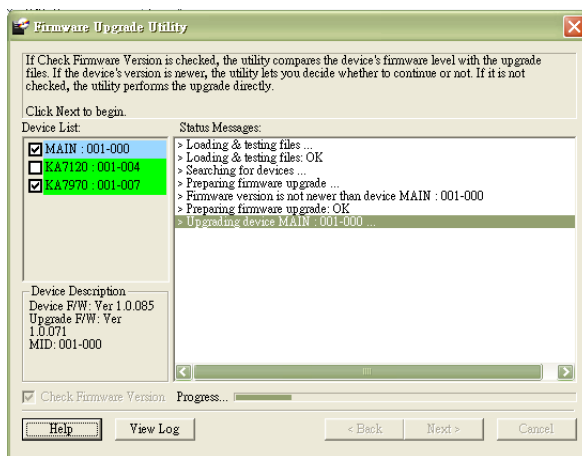 Firmware Upgrade Utility
If Check Firmware Version is checked, the utility compares the device's firmware level with the upgrade
files. If the device's version is newer, the utility lets you decide whether to continue or not. If it is not
checked, the utility performs the upgrade directly.
Click Next to begin.
Device List:
MAIN : 001-000
KA7120 : 001-004
KA7970 : 001-007
Status Messages:
> Loading & testing files ...
> Loading & testing files: OK
> Searching for devices ...
> Preparing firmware upgrade ...
> Firmware version is not newer than device MAIN : 001-000
> Preparing firmware upgrade: OK
> Upgrading device MAIN : 001-000 ...
Device Description
Device F/W: Ver 1.0.085
Upgrade F/W: Ver
1.0.071
MID: 001-000
Check Firmware Version
Progress...
Help
View Log
< Back
Next >
Cancel